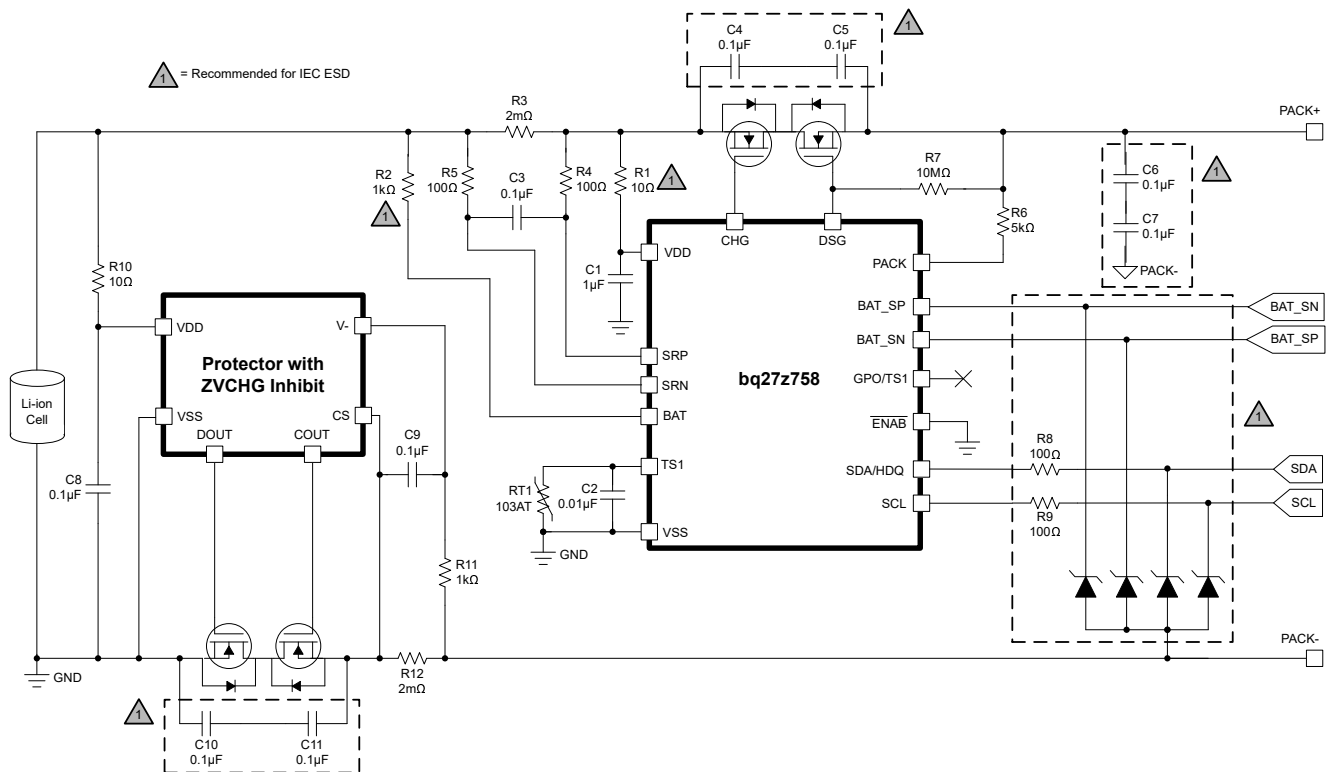 C4
0.1µF
C5
0.1µF
1
1
= Recommended for IEC ESD
R3
2mΩ
PACK+
R2
1kΩ
1
R5
100Ω
C3
0.1µF
R4
100Ω
R1
10Ω
1
R7
10MΩ
R6
5kΩ
C6
0.1µF
C7
0.1µF
PACK-
1
R10
10Ω
C1
1µF
CHG
DSG
VDD
PACK
BAT_SP
BAT_SN
GPO/TS1
ENAB
SDA/HDQ
SCL
SRP
SRN
BAT
TS1
VSS
bq27z758
BAT_SN
BAT_SP
VDD
V-
Protector with
ZVCHG Inhibit
VSS
CS
DOUT
COUT
Li-ion
Cell
C8
0.1µF
C9
0.1µF
RT1
103AT
C2
0.01µF
GND
R8
100Ω
R9
100Ω
1
SDA
SCL
R11
1kΩ
GND
R12
2mΩ
PACK-
1
C10
0.1µF
C11
0.1µF